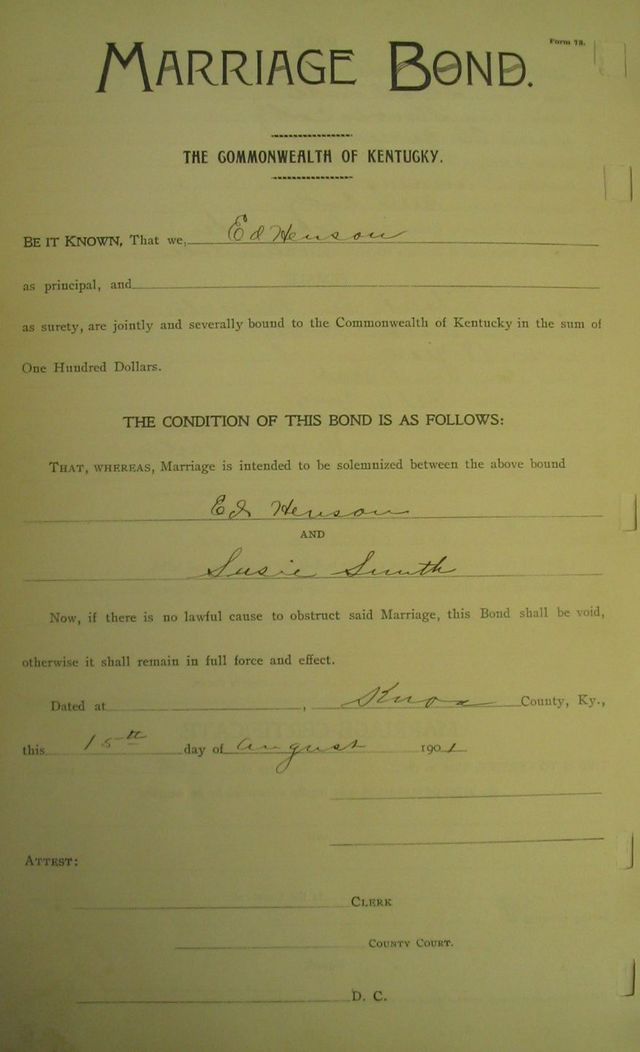 Form 78.
MARRIAGE BOND.
THE COMMONWEALTH OF KENTUCKY.
BE IT KNOWN, That we, Ed Henson
as principal, and
as surety, are jointly and severally bound to the Commonwealth of Kentucky in the sum of
One Hundred Dollars.
THE CONDITION OF THIS BOND IS AS FOLLOWS:
THAT, WHEREAS, Marriage is intended to be solemnized between the above bound
Ed Henson
AND
Susie Smith
Now, if there is no lawful cause to obstruct said Marriage, this Bond shall be void,
otherwise it shall remain in full force and effect.
Dated at , Knox County, Ky.,
this 15th day of august 1901
ATTEST:
CLERK
COUNTY COURT.
D. C.